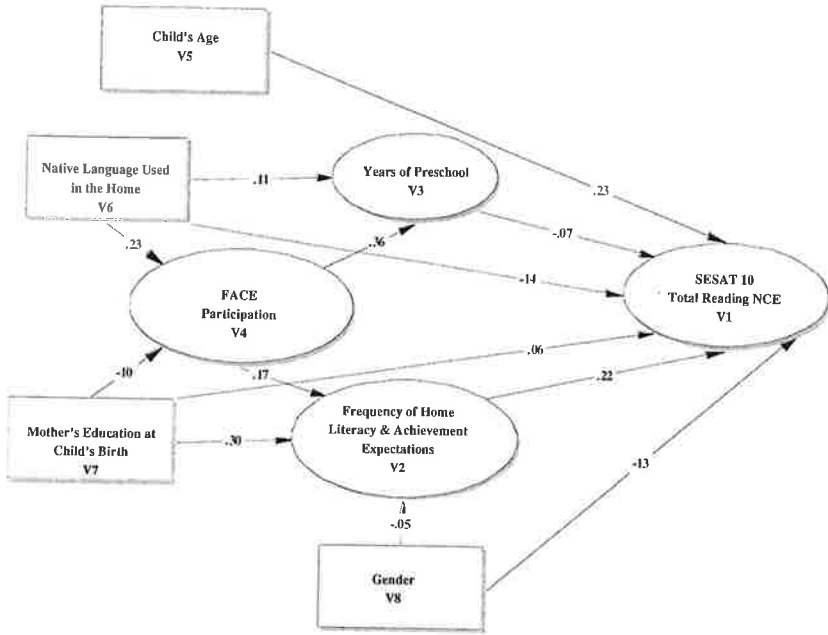 Child's Age
V5
Native Language Used
in the Home
V6
.11
Years of Preschool
V3
.23
.23
.36
-.07
-.14
FACE
Participation
V4
SESAT 10
Total Reading NCE
V1
-.10
.06
.17
.22
Mother's Education at
Child's Birth
V7
.30
Frequency of Home
Literacy & Achievement
Expectations
V2
-.13
-.05
Gender
V8